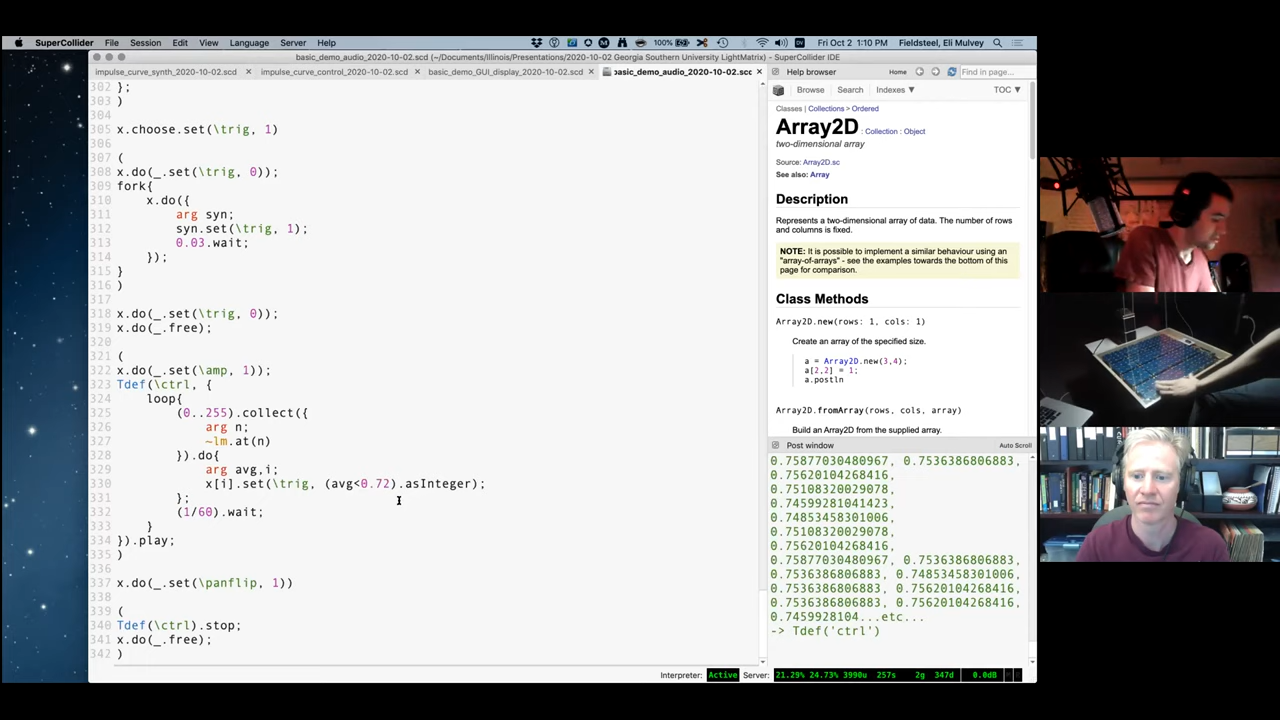 SuperCollider File Session Edit View Language Server Help 100% Fri Oct 2 1:10 PM Fieldsteel, Eli Mulvey
basic_demo_audio_2020-10-02.scd (~/Documents/Illinois/Presentations/2020-10-02 Georgia Southern University LightMatrix) - SuperCollider IDE
impulse_curve_synth_2020-10-02.scd impulse_curve_control_2020-10-02.scd basic_demo_GUI_display_2020-10-02.scd basic_demo_audio_2020-10-02.scd
302 };
303 )
304
305 x.choose.set(\trig, 1)
306
307 (
308 x.do(_.set(\trig, 0));
309 fork{
310 x.do({
311 arg syn;
312 syn.set(\trig, 1);
313 0.03.wait;
314 });
315 }
316 )
317
318 x.do(_.set(\trig, 0));
319 x.do(_.free);
320
321 (
322 x.do(_.set(\amp, 1));
323 Tdef(\ctrl, {
324 loop{
325 (0..255).collect({
326 arg n;
327 ~lm.at(n)
328 }).do{
329 arg avg,i;
330 x[i].set(\trig, (avg<0.72).asInteger);
331 };
332 (1/60).wait;
333 }
334 }).play;
335 )
336
337 x.do(_.set(\panflip, 1))
338
339 (
340 Tdef(\ctrl).stop;
341 x.do(_.free);
342 )
Help browser Home Find in page...
Browse Search Indexes ▼ TOC ▼
Classes | Collections > Ordered
Array2D : Collection : Object
two-dimensional array
Source: Array2D.sc
See also: Array
Description
Represents a two-dimensional array of data. The number of rows
and columns is fixed.
NOTE: It is possible to implement a similar behaviour using an
"array-of-arrays" - see the examples towards the bottom of this
page for comparison.
Class Methods
Array2D.new(rows: 1, cols: 1)
Create an array of the specified size.
a = Array2D.new(3,4);
a[2,2] = 1;
a.postln
Array2D.fromArray(rows, cols, array)
Build an Array2D from the supplied array.
Post window Auto Scroll
0.75877030480967, 0.7536386806883,
0.75620104268416,
0.75108320029078,
0.74599281041423,
0.74853458301006,
0.75108320029078,
0.75620104268416,
0.75877030480967, 0.7536386806883,
0.7536386806883, 0.74853458301006,
0.7536386806883, 0.75620104268416,
0.7536386806883, 0.75620104268416,
0.7459928104...etc...
-> Tdef('ctrl')
Interpreter: Active Server: 21.29% 24.73% 3990u 257s 2g 347d 0.0dB